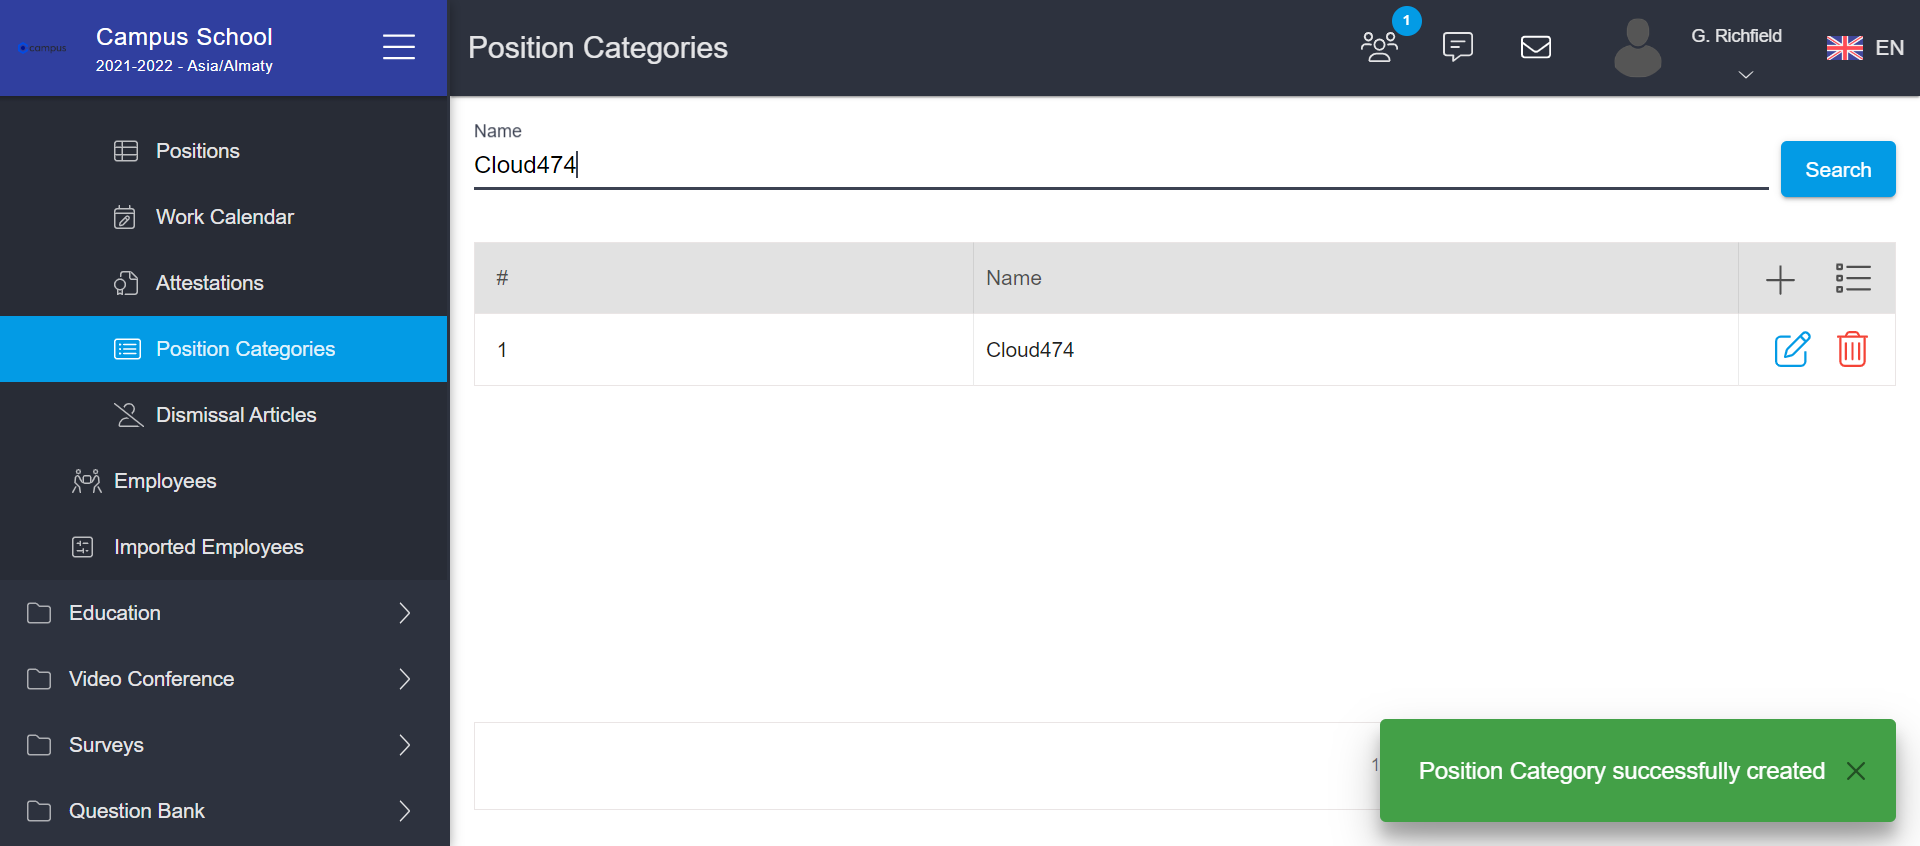 campus
Campus School
2021-2022 - Asia/Almaty
Position Categories
1
G. Richfield
EN
Positions
Work Calendar
Attestations
Position Categories
Dismissal Articles
Employees
Imported Employees
Education
Video Conference
Surveys
Question Bank
Name
Cloud474
Search
# Name
1 Cloud474
1
Position Category successfully created